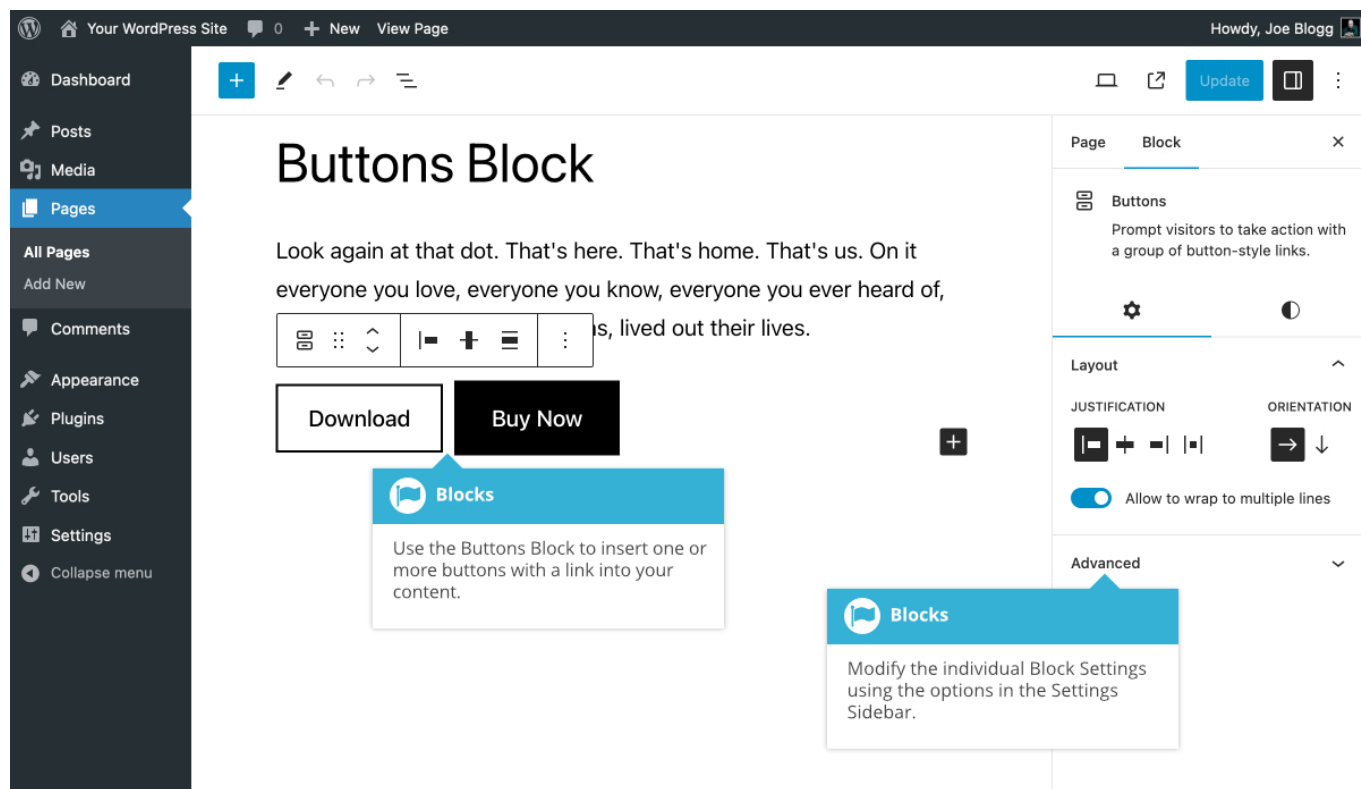 Your WordPress Site 0 New View Page Howdy, Joe Blogg
Dashboard
Posts
Media
Pages
All Pages
Add New
Comments
Appearance
Plugins
Users
Tools
Settings
Collapse menu
Update
Buttons Block
Look again at that dot. That's here. That's home. That's us. On it
everyone you love, everyone you know, everyone you ever heard of,
lived out their lives.
Download Buy Now
Blocks
Use the Buttons Block to insert one or
more buttons with a link into your
content.
Page Block
Buttons
Prompt visitors to take action with
a group of button-style links.
Layout
JUSTIFICATION ORIENTATION
Allow to wrap to multiple lines
Advanced
Blocks
Modify the individual Block Settings
using the options in the Settings
Sidebar.